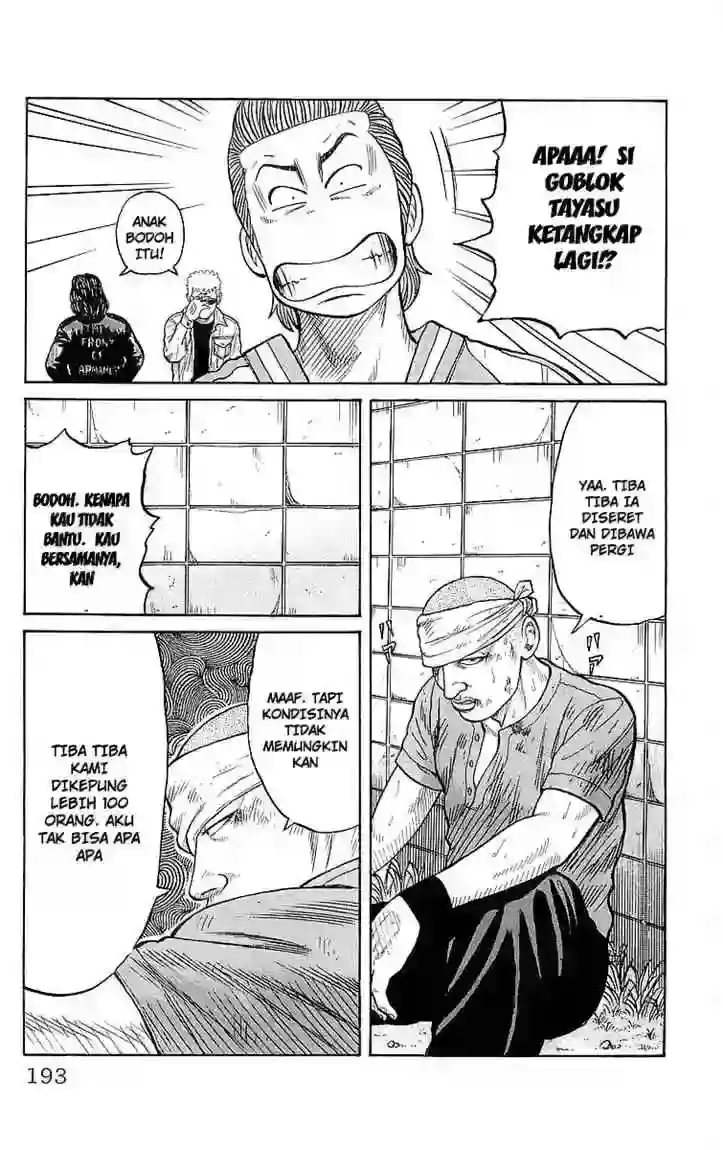 APAAA! SI
GOBLOK
TAYASU
KETANGKAP
LAGI!?
ANAK
BODOH
ITU!
FRONT
OF
YAA. TIBA
TIBA IA
DISERET
DAN DIBAWA
PERGI
BODOH. KENAPA
KAU TIDAK
BANTU. KAU
BERSAMANYA,
KAN
MAAF. TAPI
KONDISINYA
TIDAK
MEMUNGKIN
KAN
TIBA TIBA
KAMI
DIKEPUNG
LEBIH 100
ORANG. AKU
TAK BISA APA
APA
193